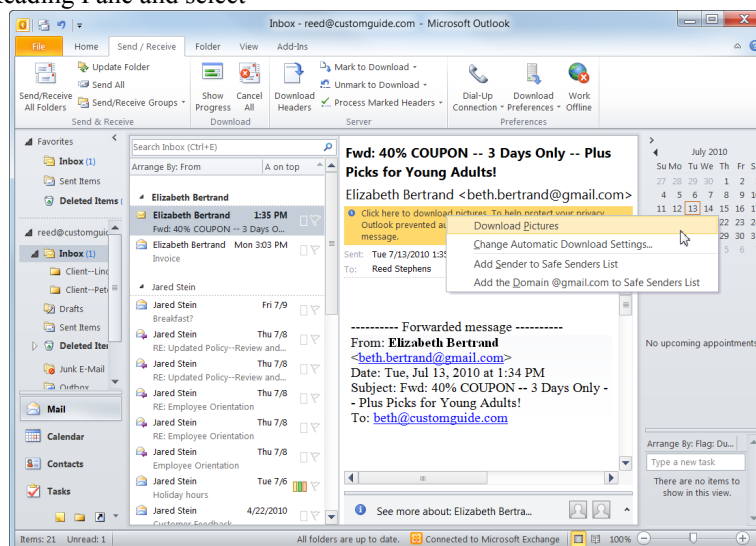 Reading Pane and select
Inbox - reed@customguide.com - Microsoft Outlook
File Home Send / Receive Folder View Add-Ins
Send/Receive All Folders
Update Folder
Send All
Send/Receive Groups
Send & Receive
Show Progress
Cancel All
Download
Download Headers
Mark to Download
Unmark to Download
Process Marked Headers
Server
Dial-Up Connection
Download Preferences
Work Offline
Preferences
Favorites
Inbox (1)
Sent Items
Deleted Items
reed@customguid
Inbox (1)
Client--Linc
Client--Pet
Drafts
Sent Items
Deleted Iter
Junk E-Mail
Outbox
Mail
Calendar
Contacts
Tasks
Search Inbox (Ctrl+E)
Arrange By: From A on top
Elizabeth Bertrand
Elizabeth Bertrand 1:35 PM
Fwd: 40% COUPON -- 3 Days O...
Elizabeth Bertrand Mon 3:03 PM
Invoice
Jared Stein
Jared Stein Fri 7/9
Breakfast?
Jared Stein Thu 7/8
RE: Updated Policy--Review and...
Jared Stein Thu 7/8
RE: Updated Policy--Review and...
Jared Stein Thu 7/8
RE: Employee Orientation
Jared Stein Thu 7/8
RE: Employee Orientation
Jared Stein Thu 7/8
Employee Orientation
Jared Stein Tue 7/6
Holiday hours
Jared Stein 4/22/2010
Customer Feedback
Fwd: 40% COUPON -- 3 Days Only -- Plus
Picks for Young Adults!
Elizabeth Bertrand <beth.bertrand@gmail.com>
Click here to download pictures. To help protect your privacy,
Outlook prevented au
message.
Download Pictures
Change Automatic Download Settings...
Add Sender to Safe Senders List
Add the Domain @gmail.com to Safe Senders List
Sent: Tue 7/13/2010 1:35
To: Reed Stephens
---------- Forwarded message ----------
From: Elizabeth Bertrand
<beth.bertrand@gmail.com>
Date: Tue, Jul 13, 2010 at 1:34 PM
Subject: Fwd: 40% COUPON -- 3 Days Only -
- Plus Picks for Young Adults!
To: beth@customguide.com
See more about: Elizabeth Bertra...
July 2010
Su Mo Tu We Th Fr S
27 28 29 30 1 2
4 5 6 7 8 9 10
11 12 13 14 15 16 1
22 23 2
29 30 3
5 6
No upcoming appointments
Arrange By: Flag: Du...
Type a new task
There are no items to
show in this view.
Items: 21 Unread: 1 All folders are up to date. Connected to Microsoft Exchange 100%